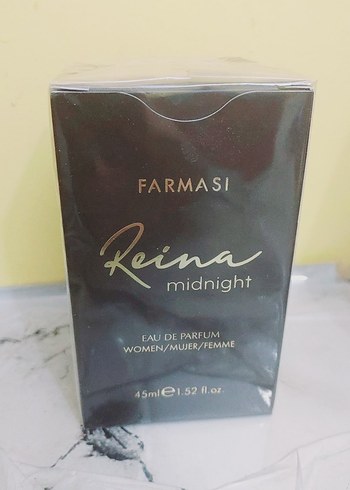 FARMASI
Reina
midnight
EAU DE PARFUM
WOMEN/MUJER/FEMME
45ml℮1.52 fl.oz.